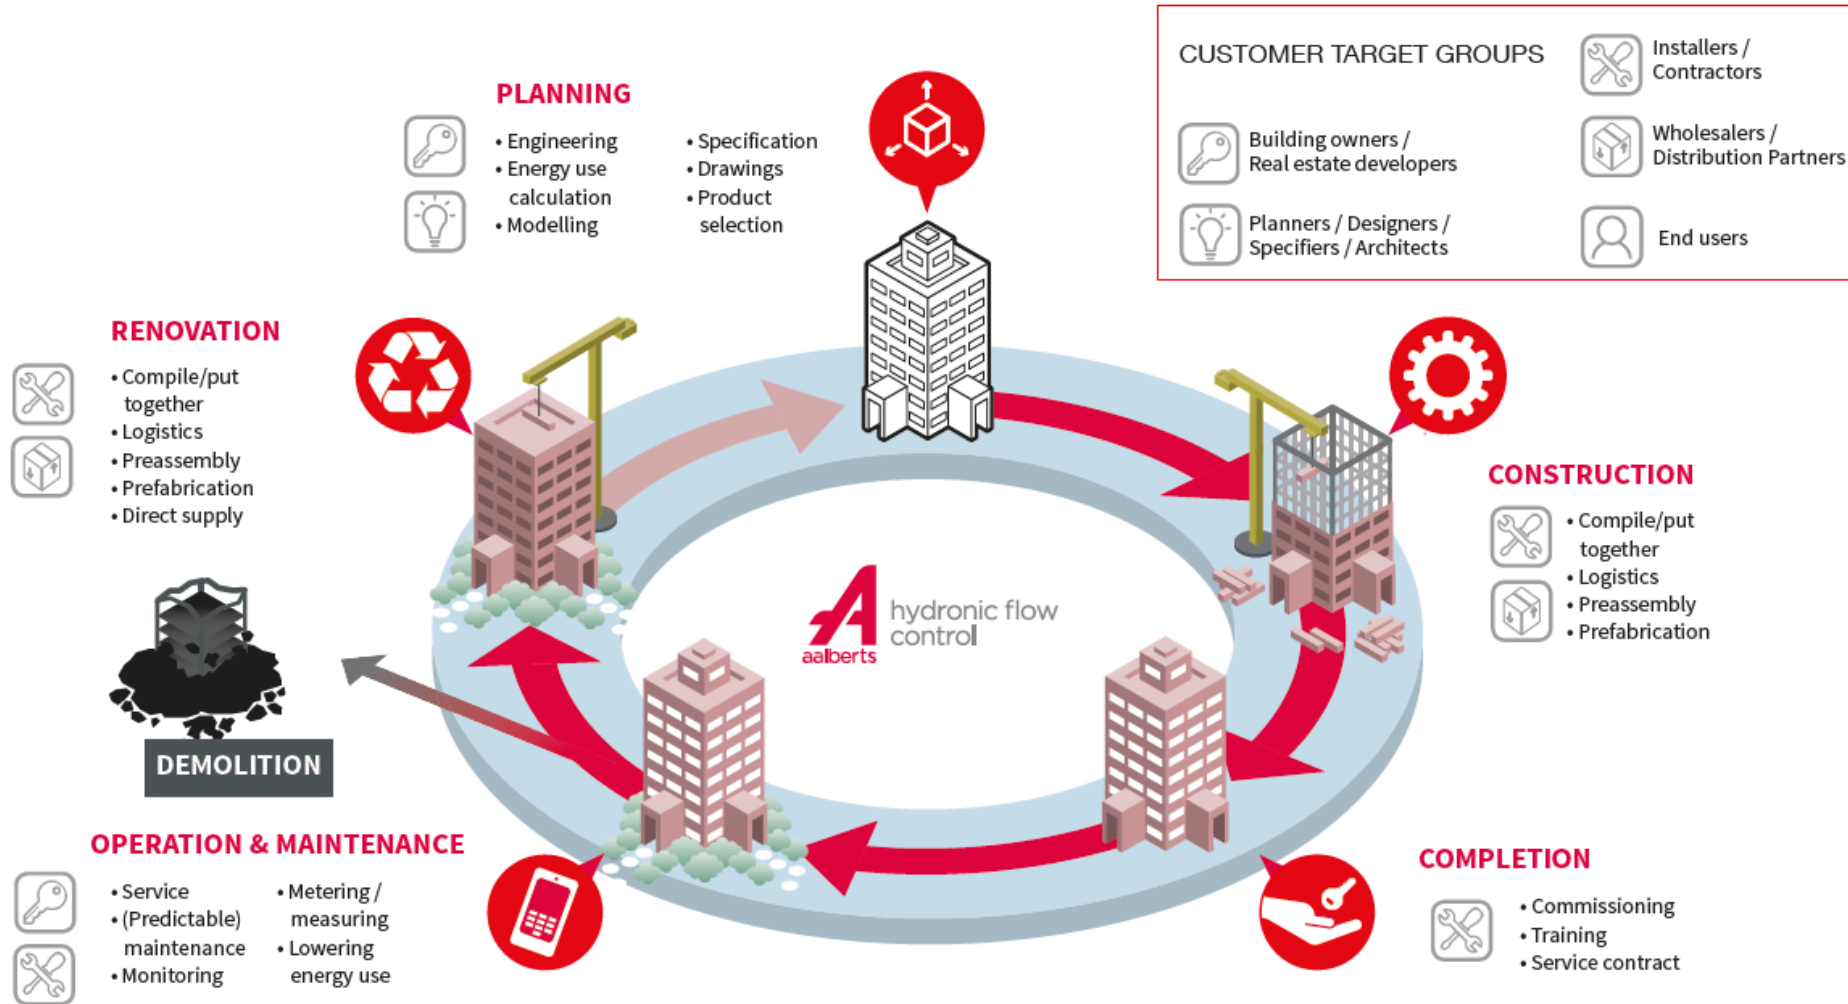 CUSTOMER TARGET GROUPS
Building owners /
Real estate developers
Planners / Designers /
Specifiers / Architects
Installers /
Contractors
Wholesalers /
Distribution Partners
End users
PLANNING
• Engineering
• Energy use
calculation
• Modelling
• Specification
• Drawings
• Product
selection
RENOVATION
• Compile/put
together
• Logistics
• Preassembly
• Prefabrication
• Direct supply
CONSTRUCTION
• Compile/put
together
• Logistics
• Preassembly
• Prefabrication
aalberts
hydronic flow
control
DEMOLITION
OPERATION & MAINTENANCE
• Service
• (Predictable)
maintenance
• Monitoring
• Metering /
measuring
• Lowering
energy use
COMPLETION
• Commissioning
• Training
• Service contract